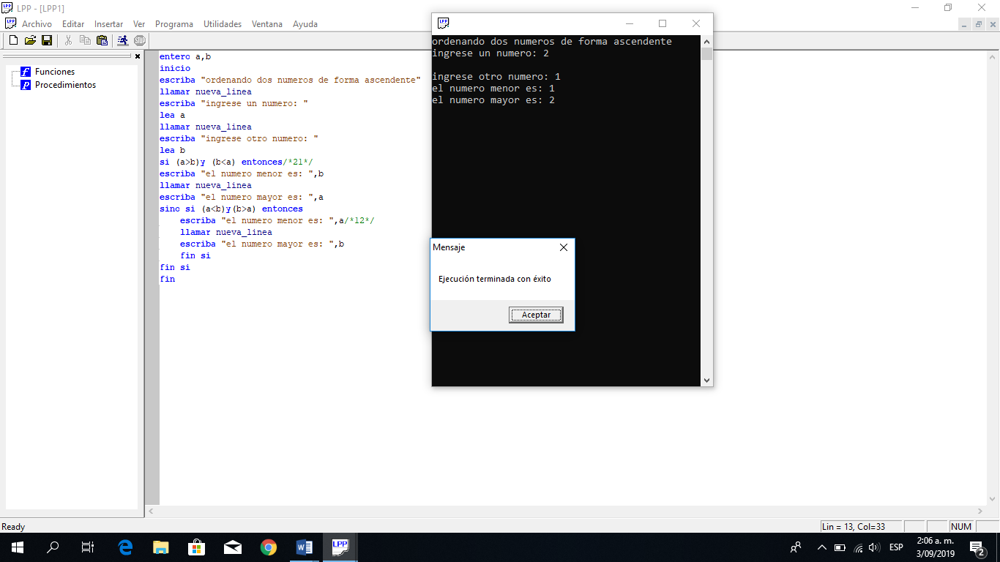 LPP - [LPP1]
Archivo Editar Insertar Ver Programa Utilidades Ventana Ayuda
STOP
Funciones
Procedimientos
entero a,b
inicio
escriba "ordenando dos numeros de forma ascendente"
llamar nueva_linea
escriba "ingrese un numero: "
lea a
llamar nueva_linea
escriba "ingrese otro numero: "
lea b
si (a>b)y (b<a) entonces/*21*/
escriba "el numero menor es: ",b
llamar nueva_linea
escriba "el numero mayor es: ",a
sino si (a<b)y(b>a) entonces
escriba "el numero menor es: ",a/*12*/
llamar nueva_linea
escriba "el numero mayor es: ",b
fin si
fin si
fin
ordenando dos numeros de forma ascendente
ingrese un numero: 2
ingrese otro numero: 1
el numero menor es: 1
el numero mayor es: 2
Mensaje
Ejecución terminada con éxito
Aceptar
Ready
Lin = 13, Col=33
NUM
LPP
ESP
2:06 a. m.
3/09/2019
2